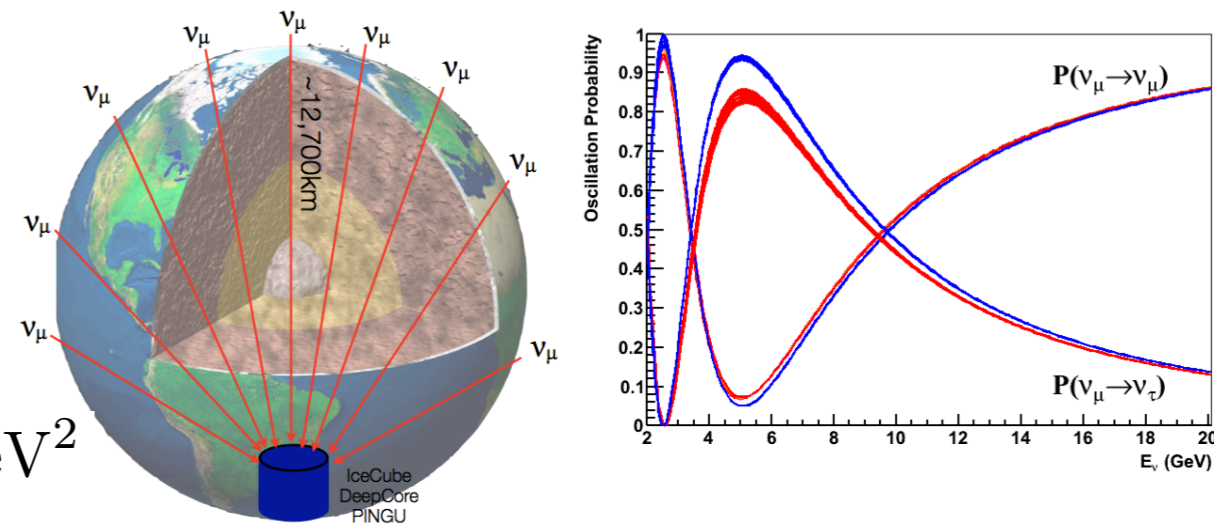 νμ
νμ
νμ
νμ
νμ
νμ
νμ
νμ
νμ
~12,700km
eV²
IceCube
DeepCore
PINGU
Oscillation Probability
1
0.9
0.8
0.7
0.6
0.5
0.4
0.3
0.2
0.1
0
P(νμ→νμ)
P(νμ→ντ)
2 4 6 8 10 12 14 16 18 20
Eν (GeV)